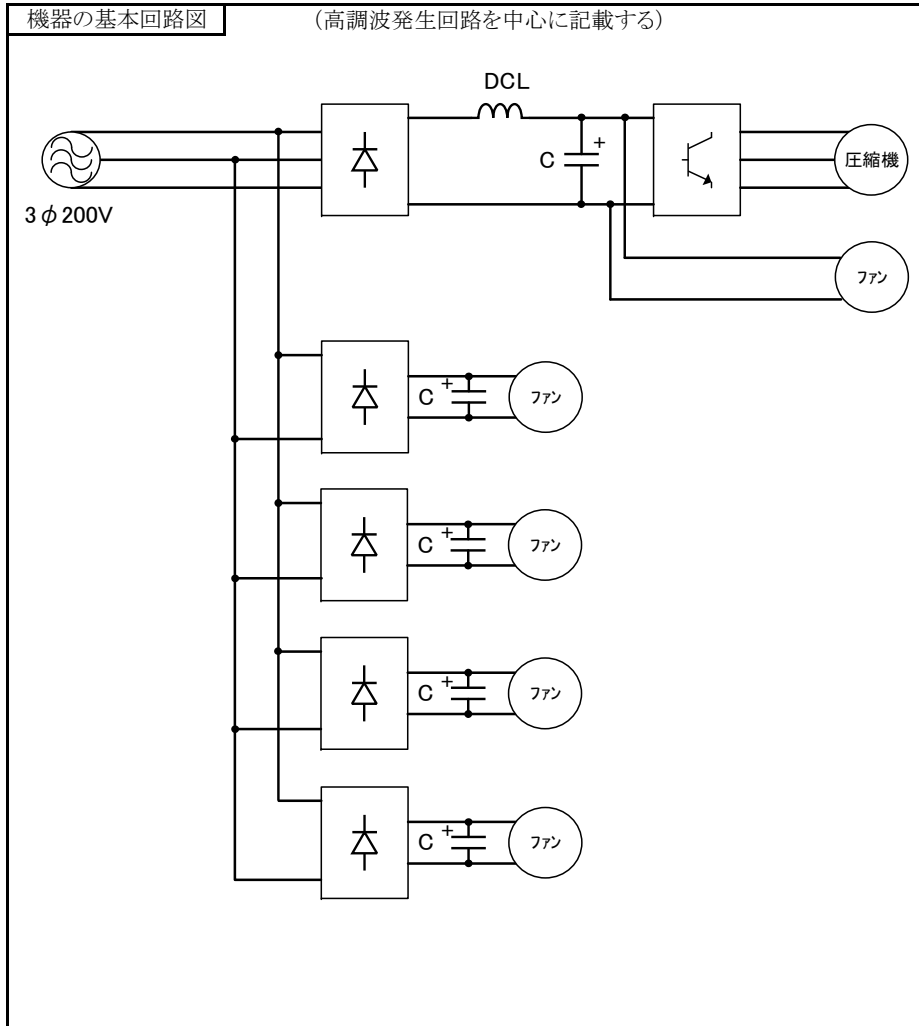 機器の基本回路図 (高調波発生回路を中心に記載する)
DCL
C +
圧縮機
3φ200V
ファン
C + ファン
C + ファン
C + ファン
C + ファン